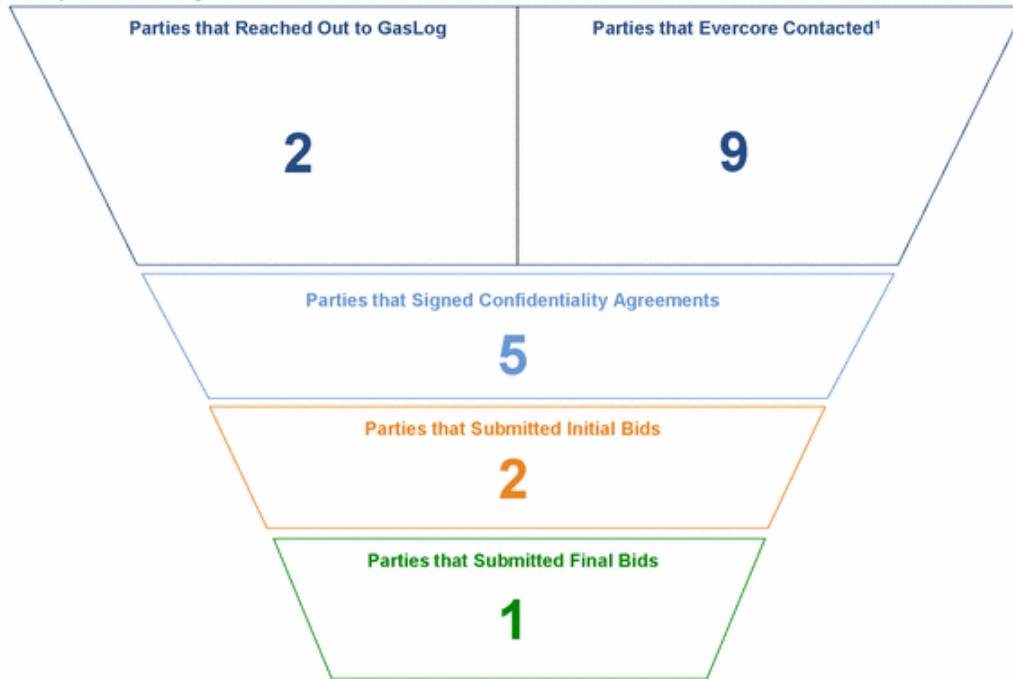 Parties that Reached Out to GasLog
Parties that Evercore Contacted¹
2
9
Parties that Signed Confidentiality Agreements
5
Parties that Submitted Initial Bids
2
Parties that Submitted Final Bids
1